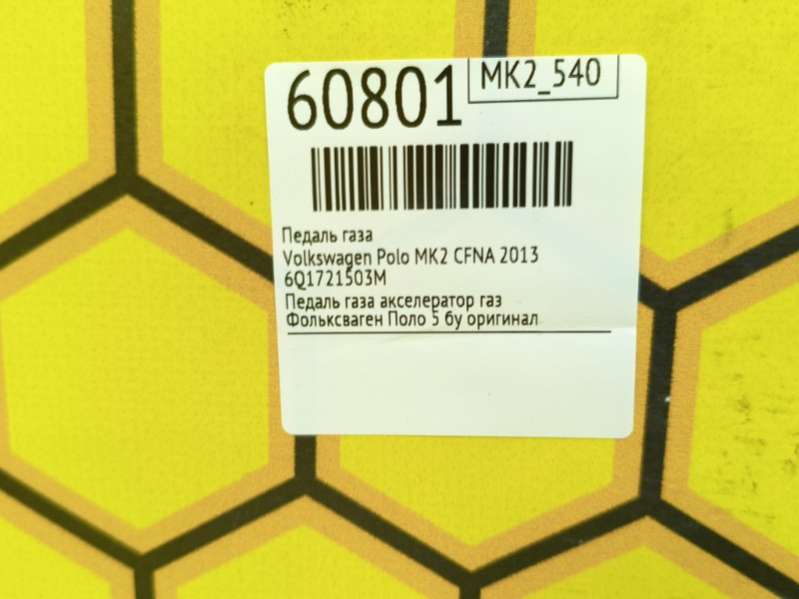 60801
MK2_540
Педаль газа
Volkswagen Polo MK2 CFNA 2013
6Q1721503M
Педаль газа акселератор газ
Фольксваген Поло 5 бу оригинал